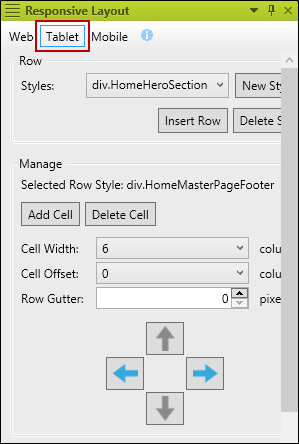 Responsive Layout
Web Tablet Mobile
Row
Styles: div.HomeHeroSection New Sty
Insert Row Delete S
Manage
Selected Row Style: div.HomeMasterPageFooter
Add Cell Delete Cell
Cell Width: 6 colu
Cell Offset: 0 colu
Row Gutter: 0 pixe